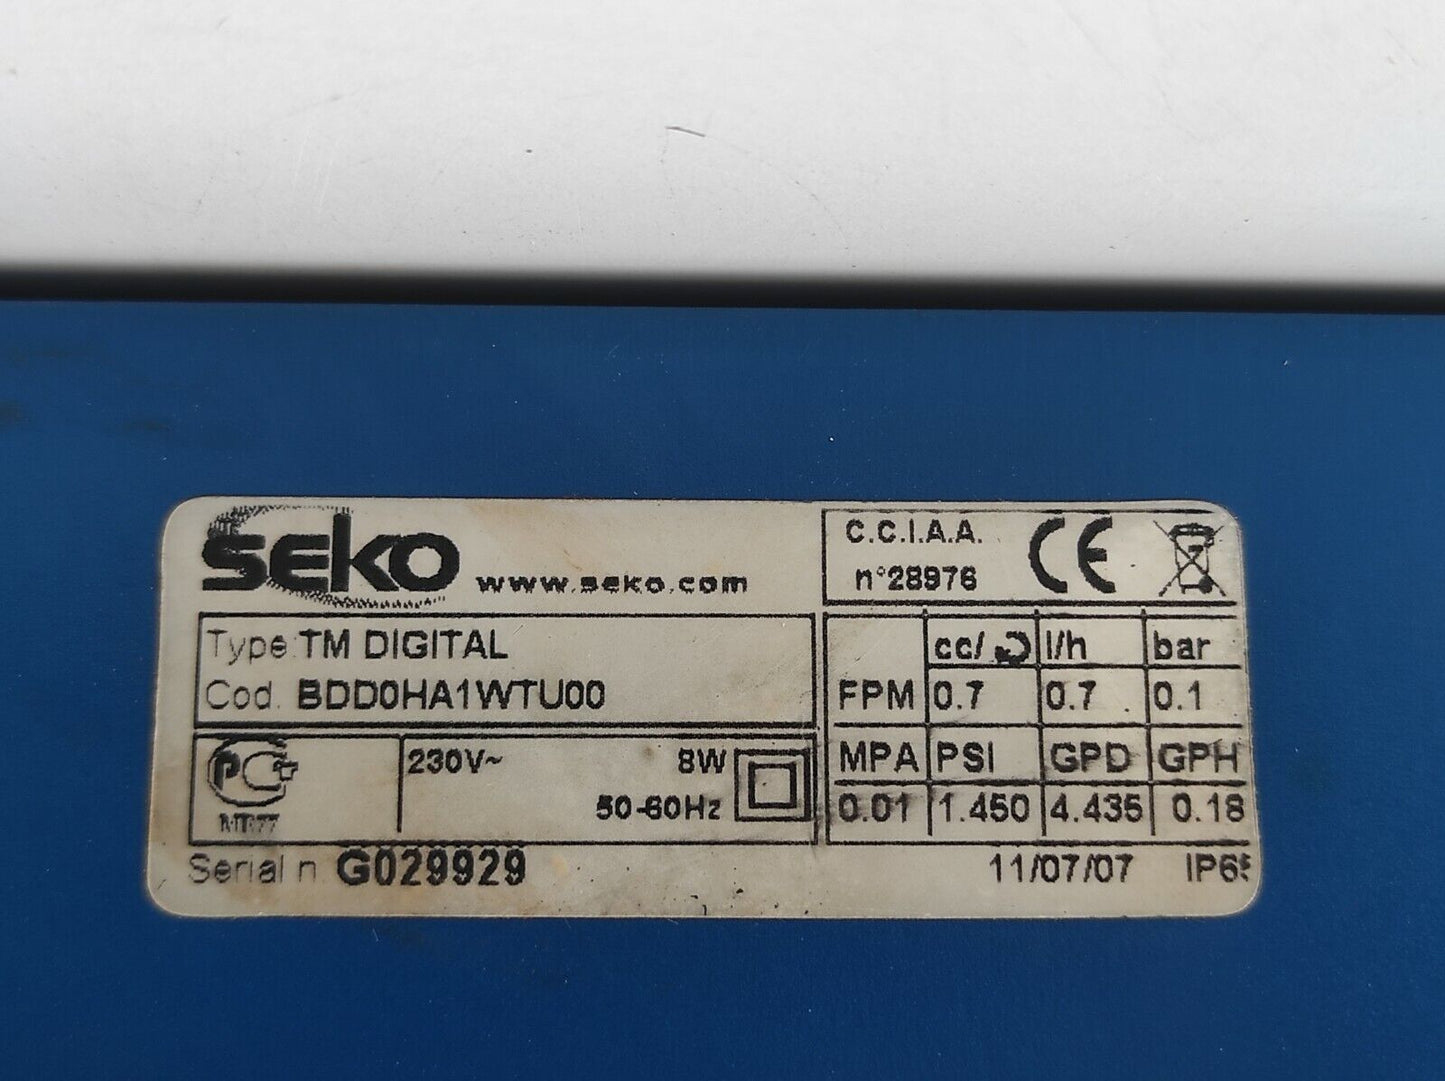 SEKO www.seko.com
C.C.I.A.A.
n°28976
CE
Type: TM DIGITAL
Cod. BDD0HA1WTU00
cc/ l/h bar
FPM 0.7 0.7 0.1
MPA PSI GPD GPH
0.01 1.450 4.435 0.18
230V~ 8W
50-60Hz
Serial n. G029929
11/07/07 IP65